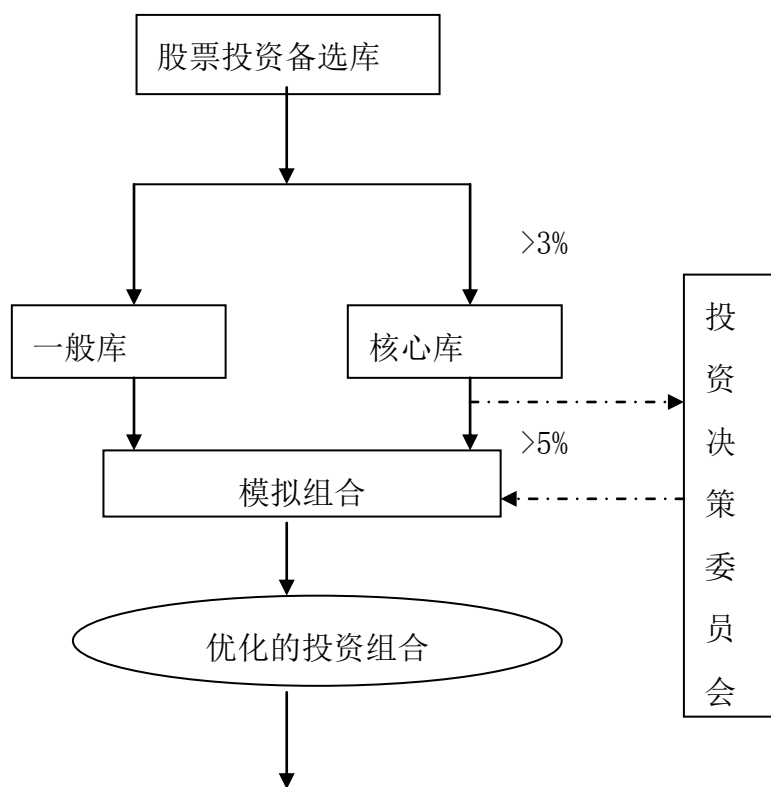 股票投资备选库
>3%
一般库
核心库
>5%
模拟组合
优化的投资组合
投
资
决
策
委
员
会